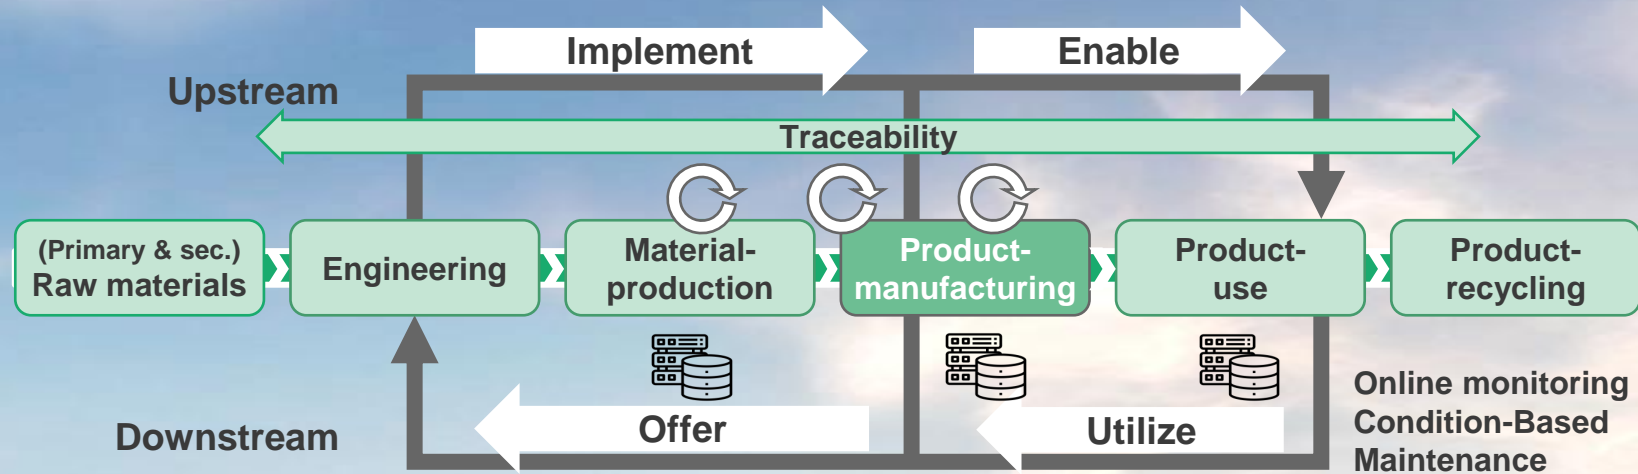 Implement
Enable
Upstream
Traceability
(Primary & sec.)
Raw materials
Engineering
Material-
production
Product-
manufacturing
Product-
use
Product-
recycling
Online monitoring
Condition-Based
Maintenance
Offer
Utilize
Downstream